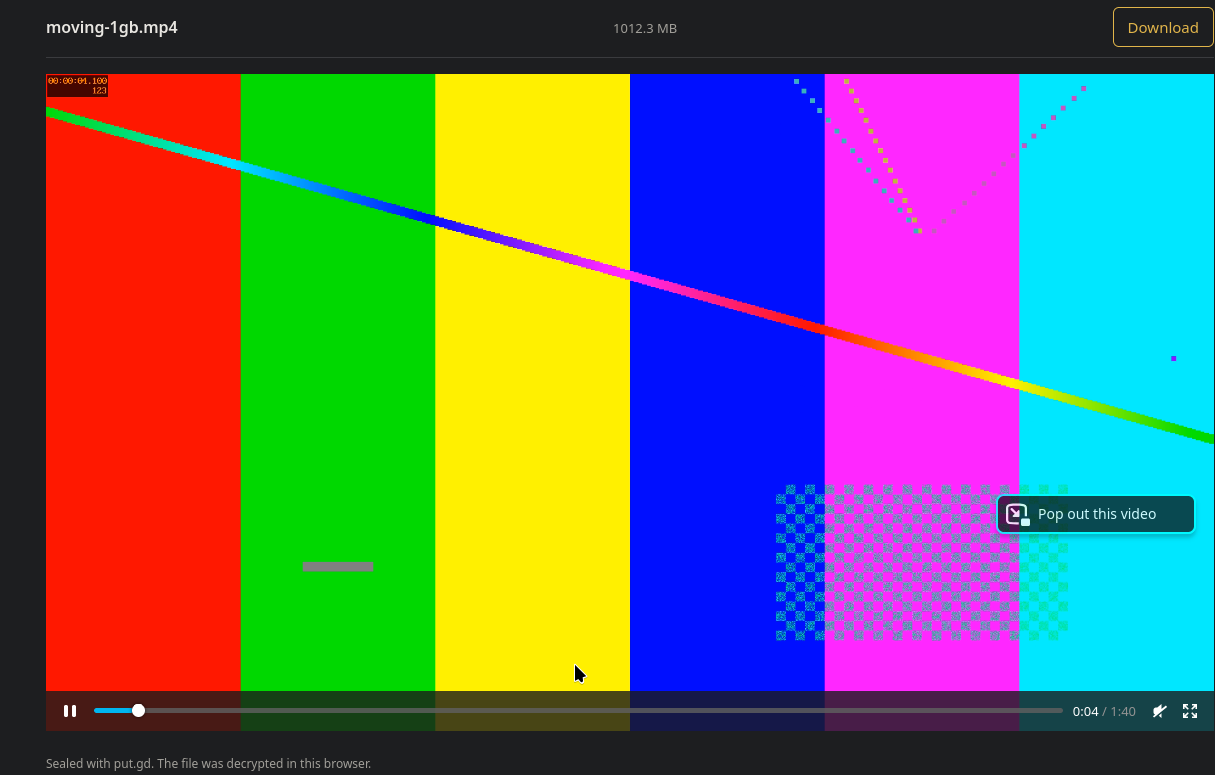 moving-1gb.mp4
1012.3 MB
Download
00:00:04.100
123
Pop out this video
0:04 / 1:40
Sealed with put.gd. The file was decrypted in this browser.